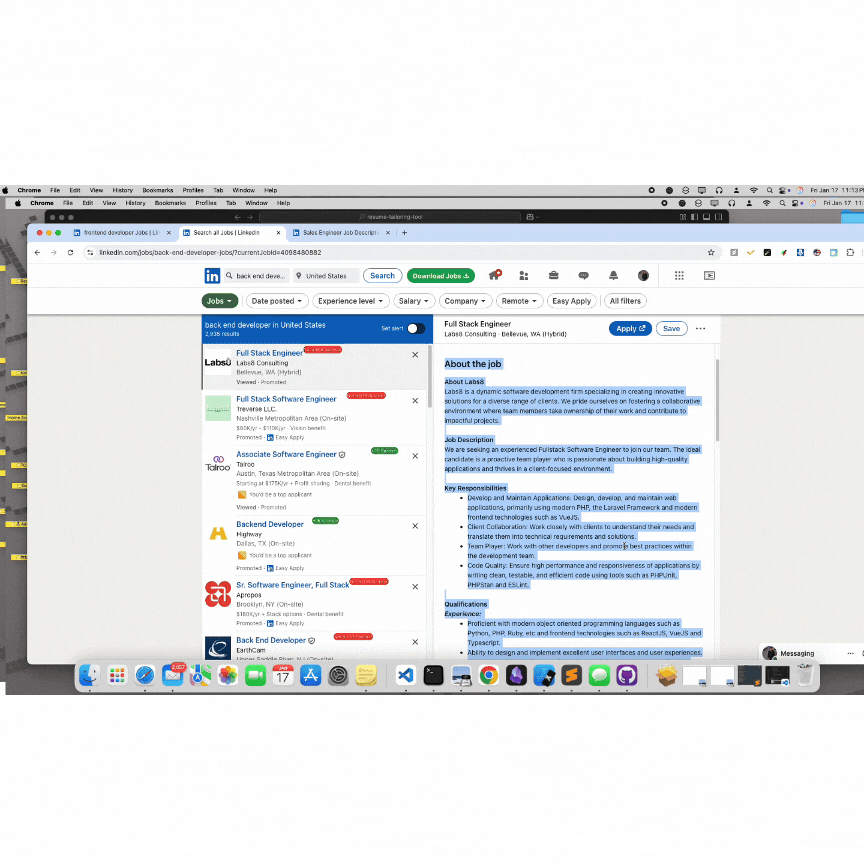 Chrome File Edit View History Bookmarks Profiles Tab Window Help Fri Jan 17 11:13P
Chrome File Edit View History Bookmarks Profiles Tab Window Help Fri Jan 17 11:
resume-tailoring-tool
frontend developer Jobs | Lin Search all Jobs | LinkedIn Sales Engineer Job Descripti
linkedin.com/jobs/back-end-developer-jobs/?currentJobId=4098480882
in back end deve... United States Search Download Jobs
Jobs Date posted Experience level Salary Company Remote Easy Apply All filters
back end developer in United States
2,935 results
Set alert
Full Stack Engineer
Labs8 Consulting
Bellevue, WA (Hybrid)
Viewed · Promoted
Full Stack Software Engineer
Treverse LLC.
Nashville Metropolitan Area (On-site)
$80K/yr - $110K/yr · Vision benefit
Promoted · in Easy Apply
Associate Software Engineer
Tairoo
Austin, Texas Metropolitan Area (On-site)
Starting at $175K/yr + Profit sharing · Dental benefit
You'd be a top applicant
Viewed · Promoted
Backend Developer
Highway
Dallas, TX (On-site)
You'd be a top applicant
Promoted · in Easy Apply
Sr. Software Engineer, Full Stack
Apropos
Brooklyn, NY (On-site)
$180K/yr + Stock options · Dental benefit
Promoted · in Easy Apply
Back End Developer
EarthCam
Upper Saddle River, NJ (On-site)
Full Stack Engineer
Labs8 Consulting · Bellevue, WA (Hybrid)
Apply Save
About the job
About Labs8
Labs8 is a dynamic software development firm specializing in creating innovative
solutions for a diverse range of clients. We pride ourselves on fostering a collaborative
environment where team members take ownership of their work and contribute to
impactful projects.
Job Description
We are seeking an experienced Fullstack Software Engineer to join our team. The ideal
candidate is a proactive team player who is passionate about building high-quality
applications and thrives in a client-focused environment.
Key Responsibilities
Develop and Maintain Applications: Design, develop, and maintain web
applications, primarily using modern PHP, the Laravel Framework and modern
frontend technologies such as VueJS.
Client Collaboration: Work closely with clients to understand their needs and
translate them into technical requirements and solutions.
Team Player: Work with other developers and promote best practices within
the development team.
Code Quality: Ensure high performance and responsiveness of applications by
writing clean, testable, and efficient code using tools such as PHPUnit,
PHPStan and ESLint.
Qualifications
Experience:
Proficient with modern object oriented programming languages such as
Python, PHP, Ruby, etc and frontend technologies such as ReactJS, VueJS and
Typescript.
Ability to design and implement excellent user interfaces and user experiences.
Messaging
JAN
17
2,057